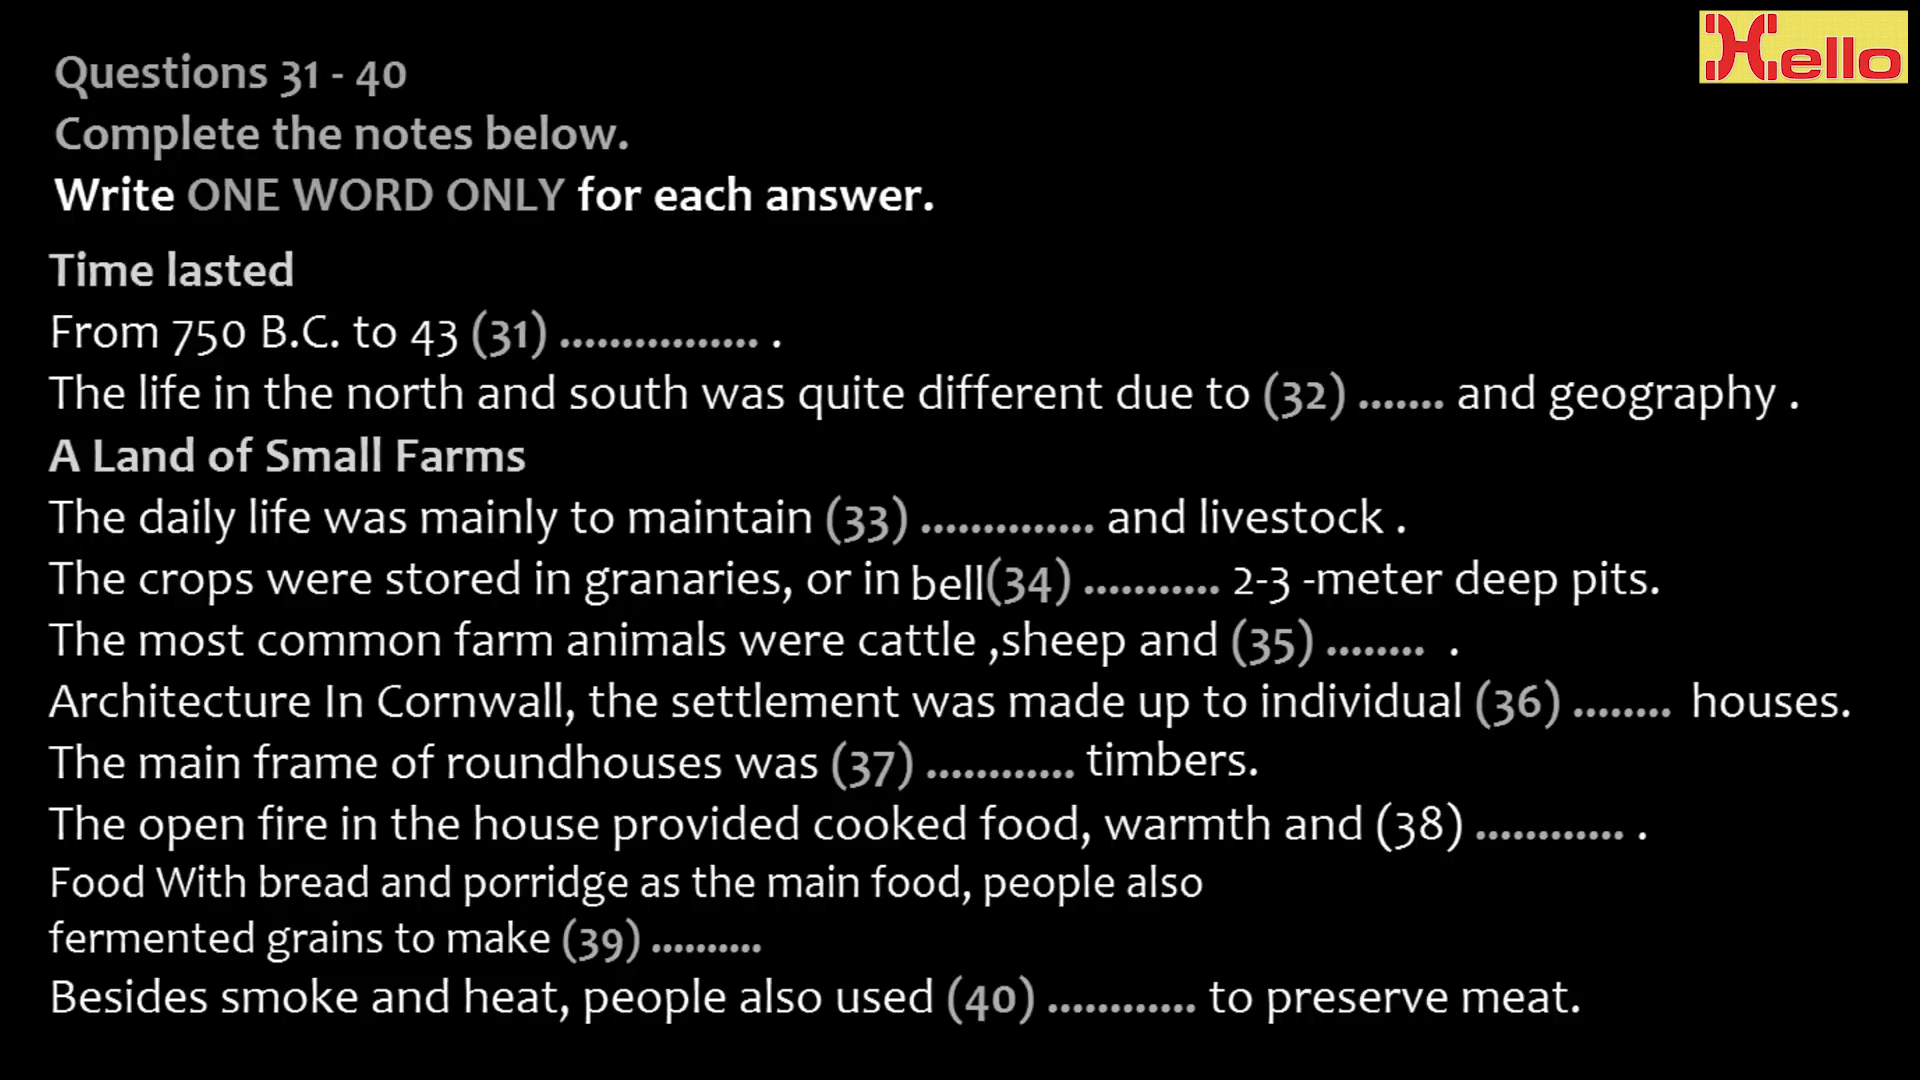 Hello
Questions 31 - 40
Complete the notes below.
Write ONE WORD ONLY for each answer.
Time lasted
From 750 B.C. to 43 (31) ................ .
The life in the north and south was quite different due to (32) ....... and geography .
A Land of Small Farms
The daily life was mainly to maintain (33) .............. and livestock .
The crops were stored in granaries, or in bell(34) ........... 2-3 -meter deep pits.
The most common farm animals were cattle ,sheep and (35) ........ .
Architecture In Cornwall, the settlement was made up to individual (36) ........ houses.
The main frame of roundhouses was (37) ............ timbers.
The open fire in the house provided cooked food, warmth and (38) ............ .
Food With bread and porridge as the main food, people also
fermented grains to make (39) ..........
Besides smoke and heat, people also used (40) ............ to preserve meat.